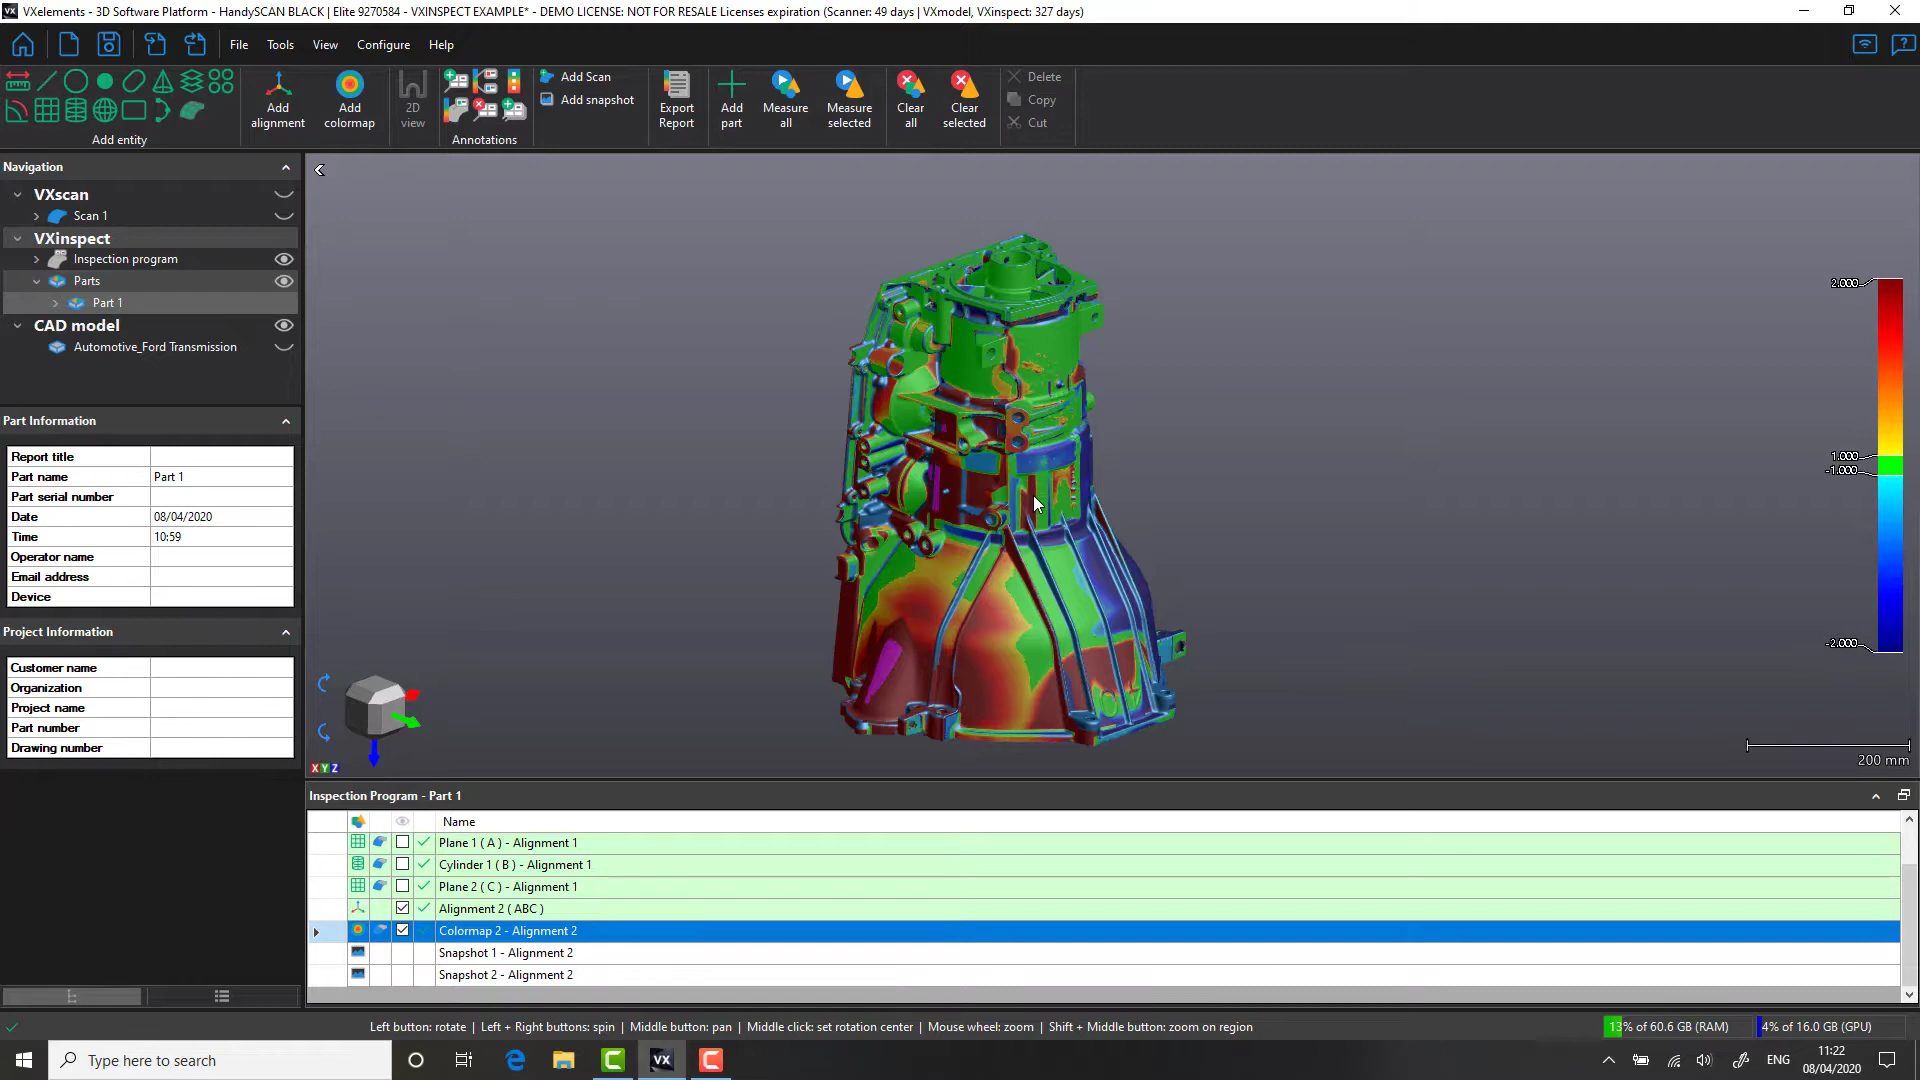 VXelements - 3D Software Platform - HandySCAN BLACK | Elite 9270584 - VXINSPECT EXAMPLE* - DEMO LICENSE: NOT FOR RESALE Licenses expiration (Scanner: 49 days | VXmodel, VXinspect: 327 days)
File Tools View Configure Help
Add entity
Add alignment
Add colormap
2D view
Annotations
Add Scan
Add snapshot
Export Report
Add part
Measure all
Measure selected
Clear all
Clear selected
Delete
Copy
Cut
Navigation
VXscan
Scan 1
VXinspect
Inspection program
Parts
Part 1
CAD model
Automotive_Ford Transmission
Part Information
Report title
Part name Part 1
Part serial number
Date 08/04/2020
Time 10:59
Operator name
Email address
Device
Project Information
Customer name
Organization
Project name
Part number
Drawing number
2.000
1.000
-1.000
-2.000
200 mm
X Y Z
Inspection Program - Part 1
Name
Plane 1 ( A ) - Alignment 1
Cylinder 1 ( B ) - Alignment 1
Plane 2 ( C ) - Alignment 1
Alignment 2 ( ABC )
Colormap 2 - Alignment 2
Snapshot 1 - Alignment 2
Snapshot 2 - Alignment 2
Left button: rotate | Left + Right buttons: spin | Middle button: pan | Middle click: set rotation center | Mouse wheel: zoom | Shift + Middle button: zoom on region
13% of 60.6 GB (RAM)
4% of 16.0 GB (GPU)
Type here to search
VX
ENG
11:22
08/04/2020